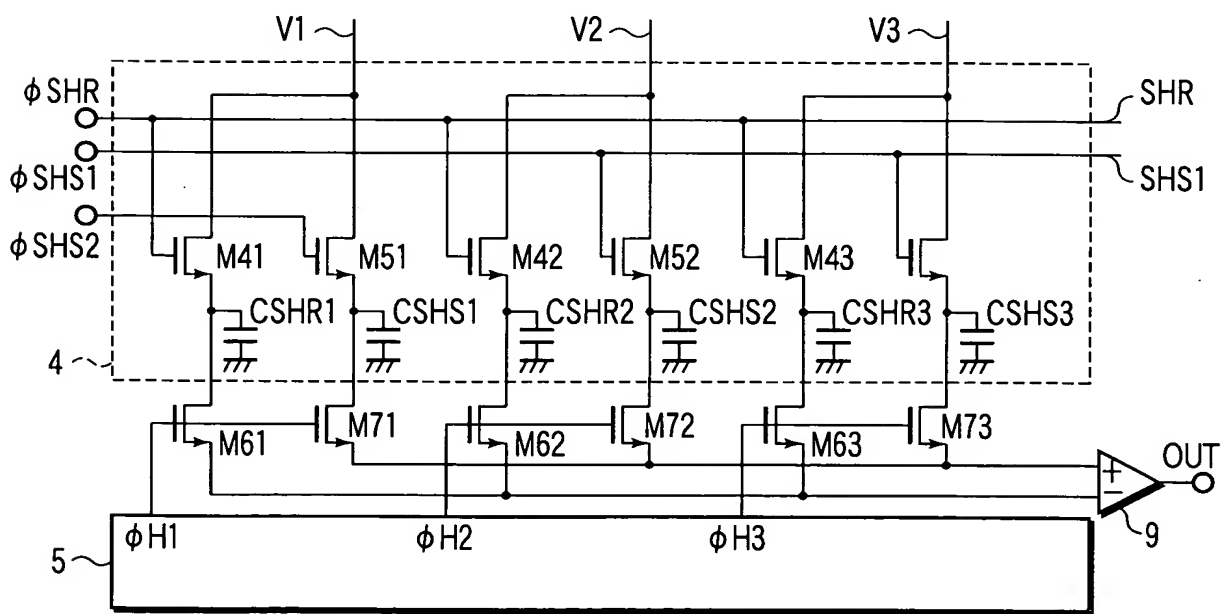 V1 V2 V3
φSHR SHR
φSHS1 SHS1
φSHS2
M41 M51 M42 M52 M43
CSHR1 CSHS1 CSHR2 CSHS2 CSHR3 CSHS3
4
M61 M71 M62 M72 M63 M73
+
−
OUT
9
φH1 φH2 φH3
5